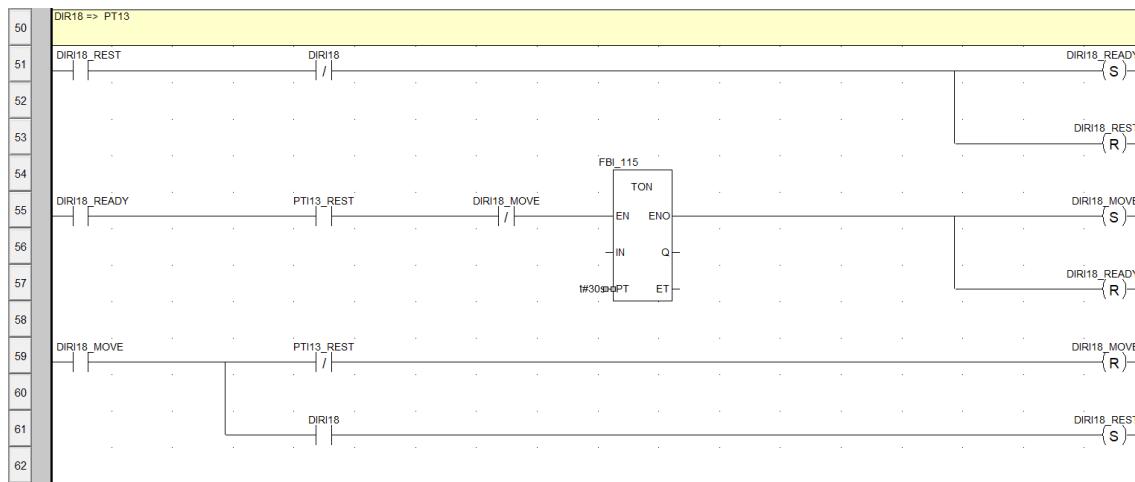 50
DIR18 => PT13
51
DIRI18_REST
DIRI18
DIRI18_READY
/
S
52
53
DIRI18_REST
R
54
FBI_115
TON
55
DIRI18_READY
PTI13_REST
DIRI18_MOVE
/
EN
ENO
DIRI18_MOVE
S
56
IN
Q
57
t#30s
PT
ET
DIRI18_READY
R
58
59
DIRI18_MOVE
PTI13_REST
/
DIRI18_MOVE
R
60
61
DIRI18
DIRI18_REST
S
62